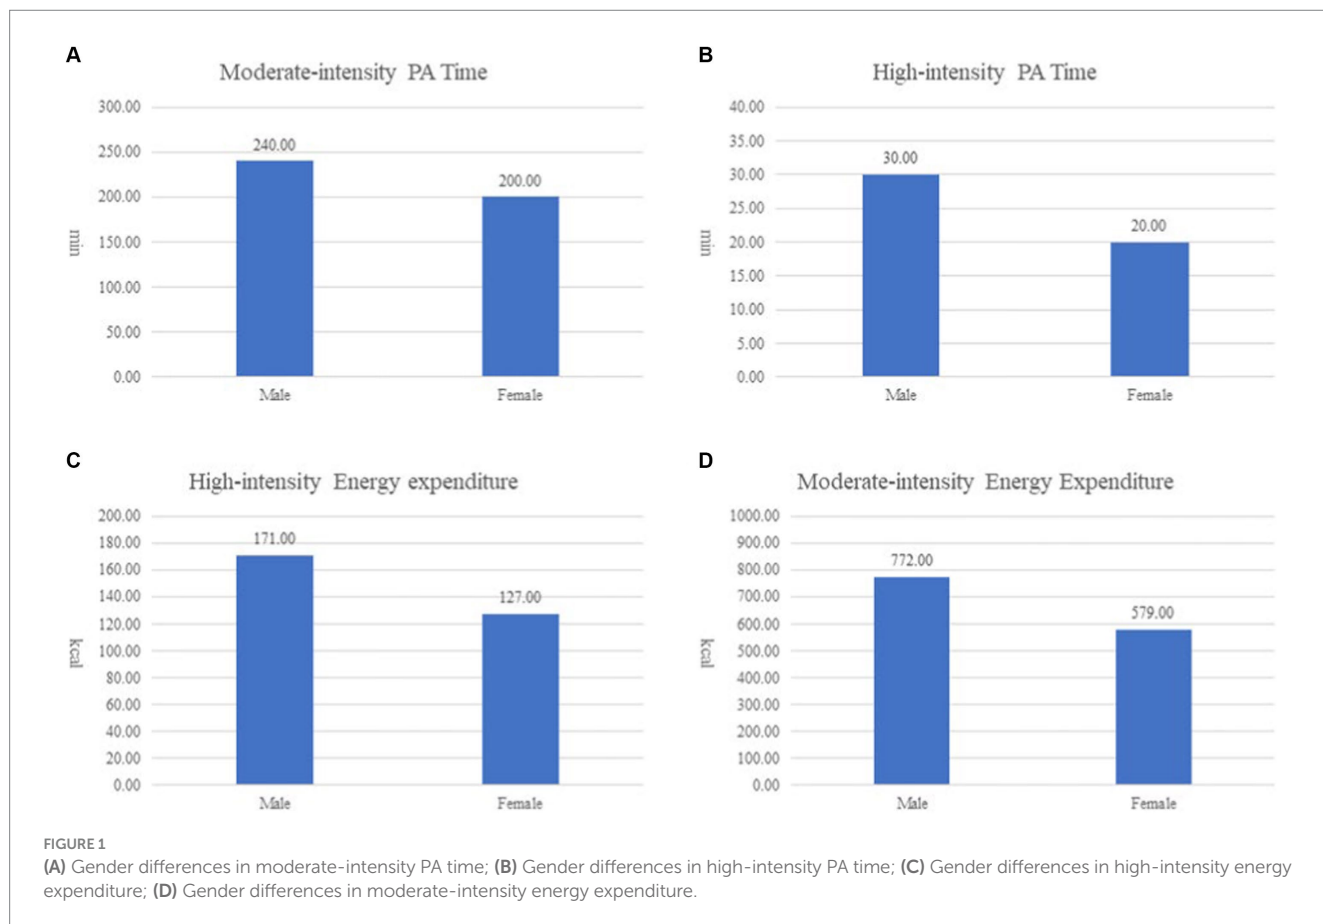 A
Moderate-intensity PA Time
300.00
250.00
200.00
150.00
100.00
50.00
0.00
min
240.00
200.00
Male
Female
B
High-intensity PA Time
40.00
35.00
30.00
25.00
20.00
15.00
10.00
5.00
0.00
min
30.00
20.00
Male
Female
C
High-intensity Energy expenditure
200.00
180.00
160.00
140.00
120.00
100.00
80.00
60.00
40.00
20.00
0.00
kcal
171.00
127.00
Male
Female
D
Moderate-intensity Energy Expenditure
1000.00
900.00
800.00
700.00
600.00
500.00
400.00
300.00
200.00
100.00
0.00
kcal
772.00
579.00
Male
Female
FIGURE 1
(A) Gender differences in moderate-intensity PA time; (B) Gender differences in high-intensity PA time; (C) Gender differences in high-intensity energy
expenditure; (D) Gender differences in moderate-intensity energy expenditure.